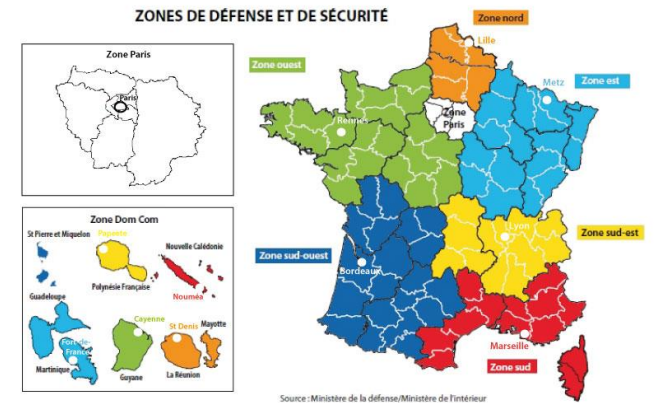 ZONES DE DÉFENSE ET DE SÉCURITÉ
Zone Paris
Paris
Zone nord
Lille
Zone ouest
Metz
Zone est
Rennes
Zone
Paris
Zone Dom Com
St Pierre et Miquelon
Papeete
Nouvelle Calédonie
Polynésie Française
Nouméa
Guadeloupe
Cayenne
St Denis
Mayotte
Fort-de-
France
Martinique
Guyane
La Réunion
Lyon
Zone sud-est
Zone sud-ouest
Bordeaux
Marseille
Zone sud
Source : Ministère de la défense/Ministère de l'intérieur